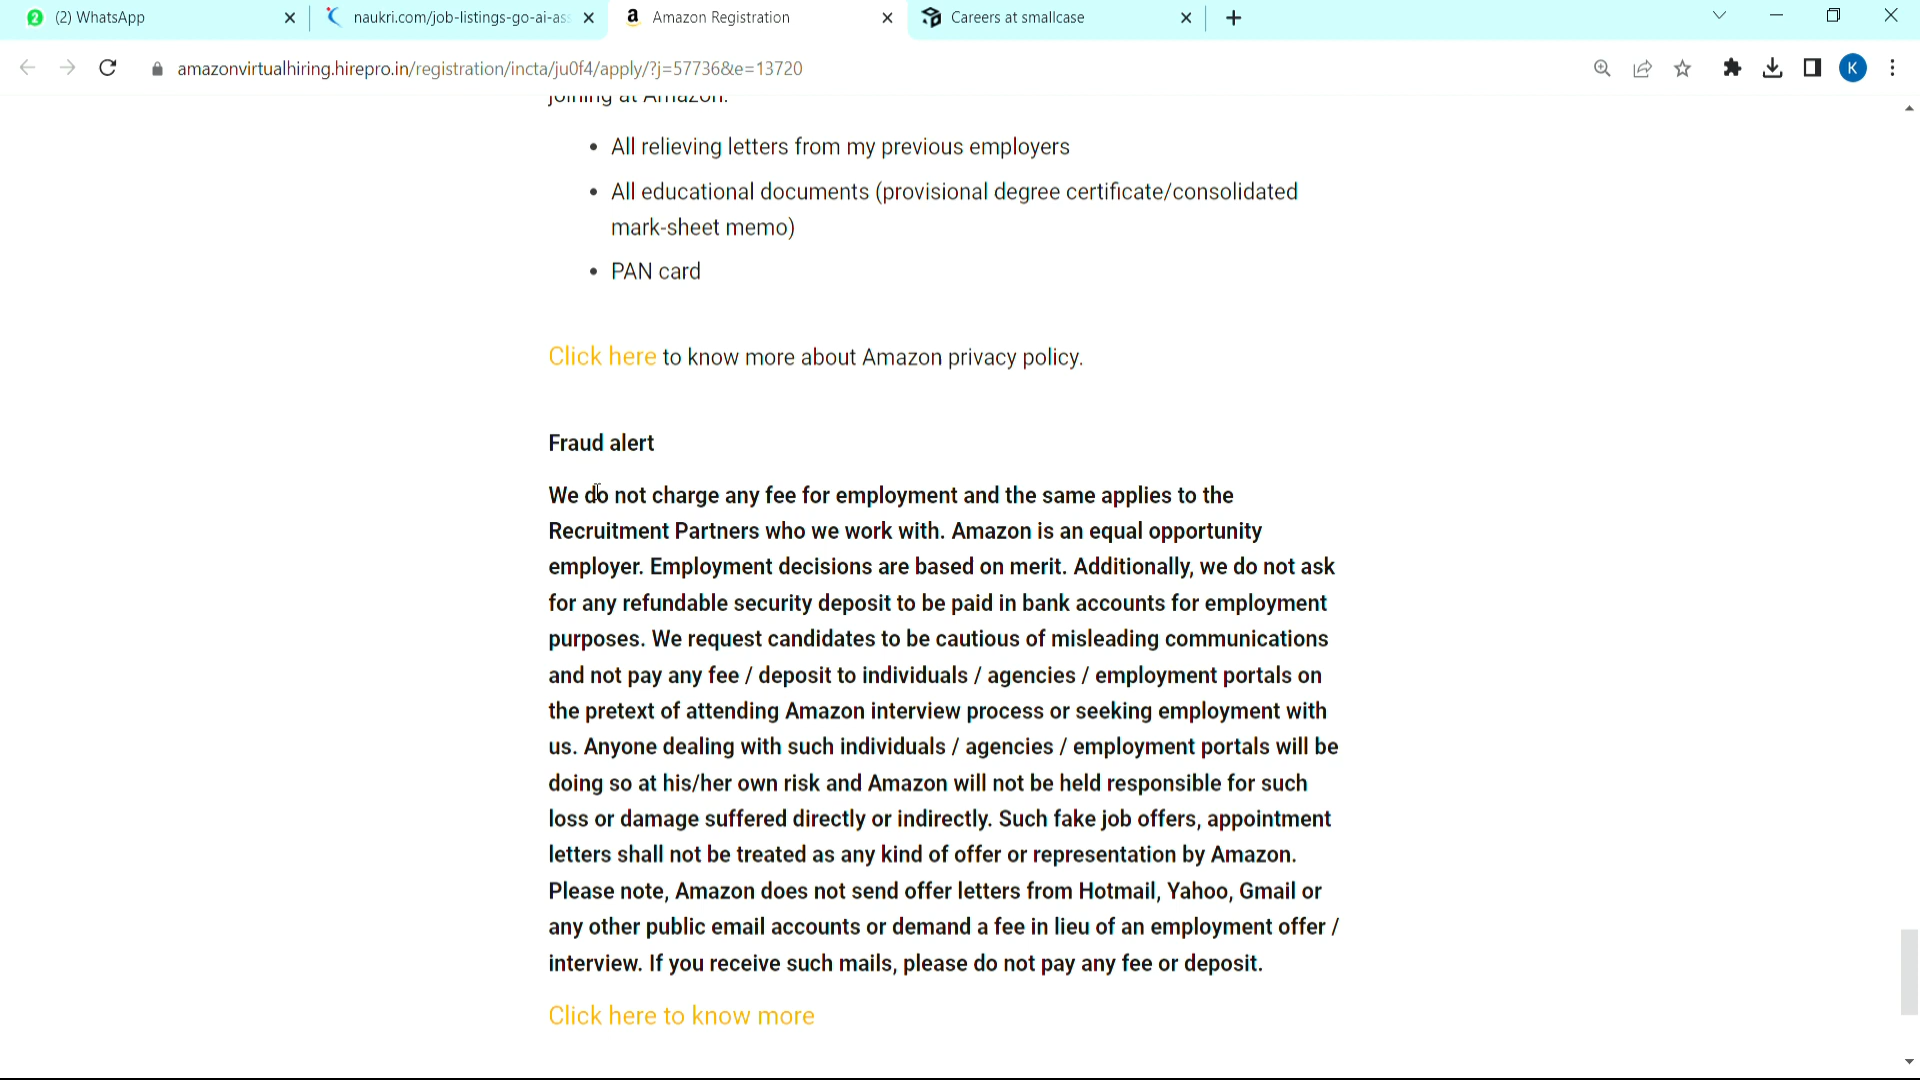 (2) WhatsApp
naukri.com/job-listings-go-ai-as
Amazon Registration
Careers at smallcase
amazonvirtualhiring.hirepro.in/registration/incta/ju0f4/apply/?j=57736&e=13720
K
joining at Amazon.
• All relieving letters from my previous employers
• All educational documents (provisional degree certificate/consolidated
mark-sheet memo)
• PAN card
Click here to know more about Amazon privacy policy.
Fraud alert
We do not charge any fee for employment and the same applies to the
Recruitment Partners who we work with. Amazon is an equal opportunity
employer. Employment decisions are based on merit. Additionally, we do not ask
for any refundable security deposit to be paid in bank accounts for employment
purposes. We request candidates to be cautious of misleading communications
and not pay any fee / deposit to individuals / agencies / employment portals on
the pretext of attending Amazon interview process or seeking employment with
us. Anyone dealing with such individuals / agencies / employment portals will be
doing so at his/her own risk and Amazon will not be held responsible for such
loss or damage suffered directly or indirectly. Such fake job offers, appointment
letters shall not be treated as any kind of offer or representation by Amazon.
Please note, Amazon does not send offer letters from Hotmail, Yahoo, Gmail or
any other public email accounts or demand a fee in lieu of an employment offer /
interview. If you receive such mails, please do not pay any fee or deposit.
Click here to know more